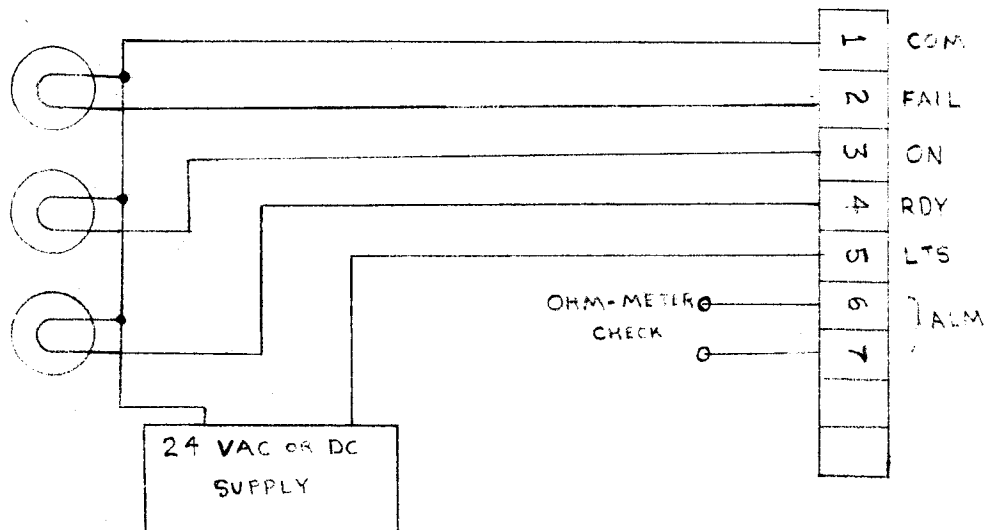 1 COM
2 FAIL
3 ON
4 RDY
5 LTS
OHM-METER
CHECK
6
7
ALM
24 VAC OR DC
SUPPLY